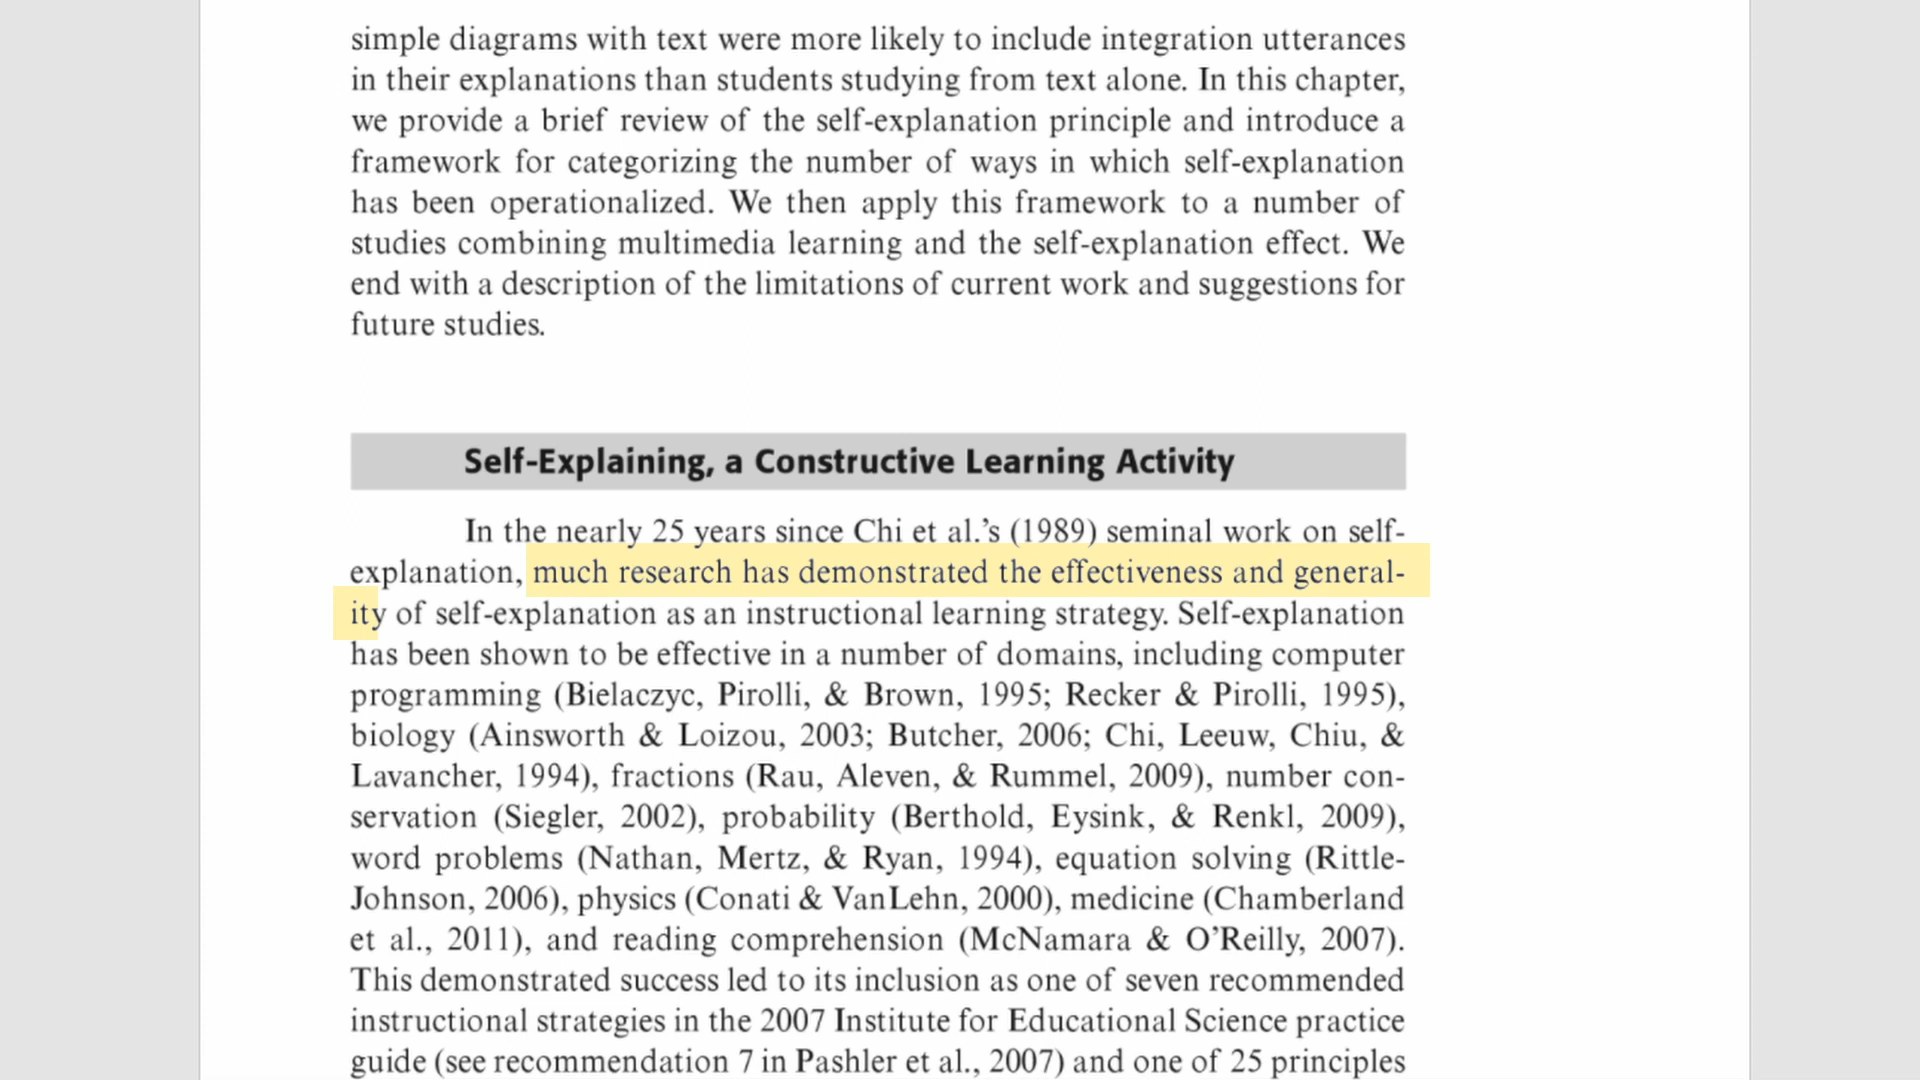 simple diagrams with text were more likely to include integration utterances
in their explanations than students studying from text alone. In this chapter,
we provide a brief review of the self-explanation principle and introduce a
framework for categorizing the number of ways in which self-explanation
has been operationalized. We then apply this framework to a number of
studies combining multimedia learning and the self-explanation effect. We
end with a description of the limitations of current work and suggestions for
future studies.
Self-Explaining, a Constructive Learning Activity
In the nearly 25 years since Chi et al.’s (1989) seminal work on self-
explanation, much research has demonstrated the effectiveness and general-
ity of self-explanation as an instructional learning strategy. Self-explanation
has been shown to be effective in a number of domains, including computer
programming (Bielaczyc, Pirolli, & Brown, 1995; Recker & Pirolli, 1995),
biology (Ainsworth & Loizou, 2003; Butcher, 2006; Chi, Leeuw, Chiu, &
Lavancher, 1994), fractions (Rau, Aleven, & Rummel, 2009), number con-
servation (Siegler, 2002), probability (Berthold, Eysink, & Renkl, 2009),
word problems (Nathan, Mertz, & Ryan, 1994), equation solving (Rittle-
Johnson, 2006), physics (Conati & VanLehn, 2000), medicine (Chamberland
et al., 2011), and reading comprehension (McNamara & O’Reilly, 2007).
This demonstrated success led to its inclusion as one of seven recommended
instructional strategies in the 2007 Institute for Educational Science practice
guide (see recommendation 7 in Pashler et al., 2007) and one of 25 principles